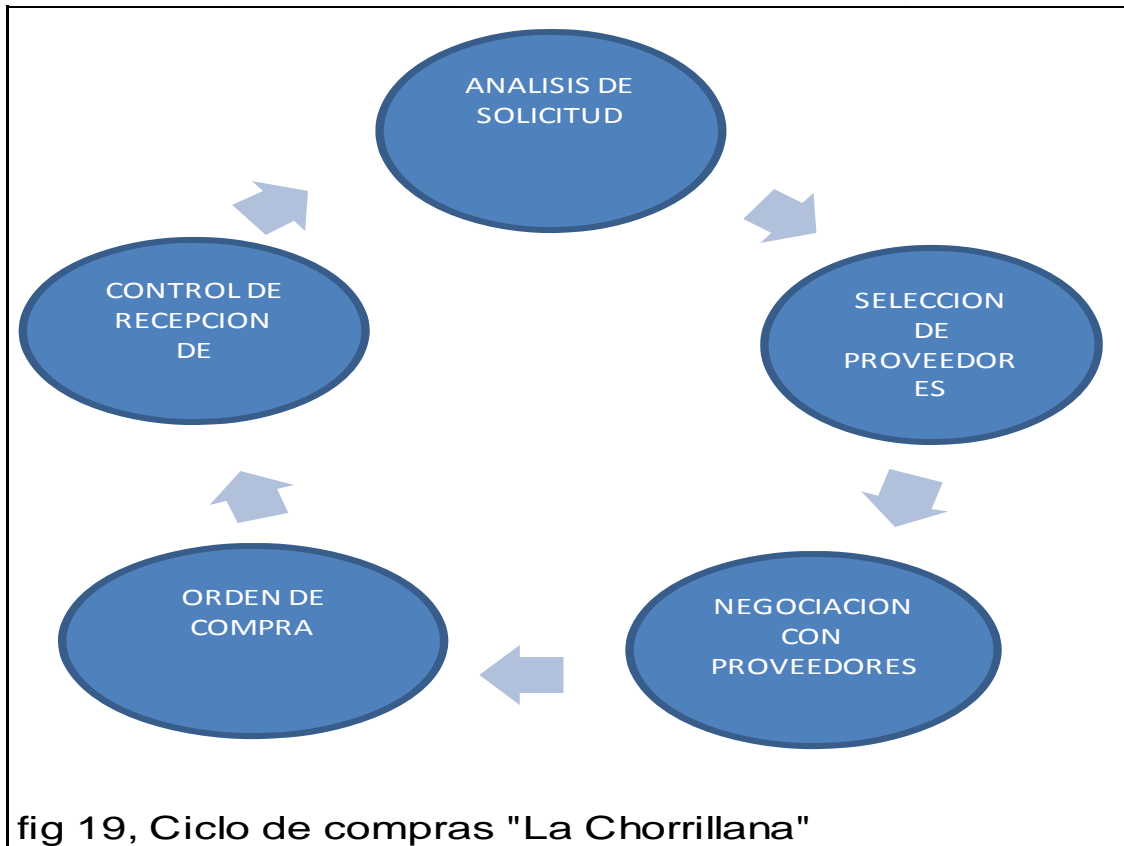 ANALISIS DE
SOLICITUD
SELECCION
DE
PROVEEDOR
ES
NEGOCIACION
CON
PROVEEDORES
ORDEN DE
COMPRA
CONTROL DE
RECEPCION
DE
fig 19, Ciclo de compras "La Chorrillana"